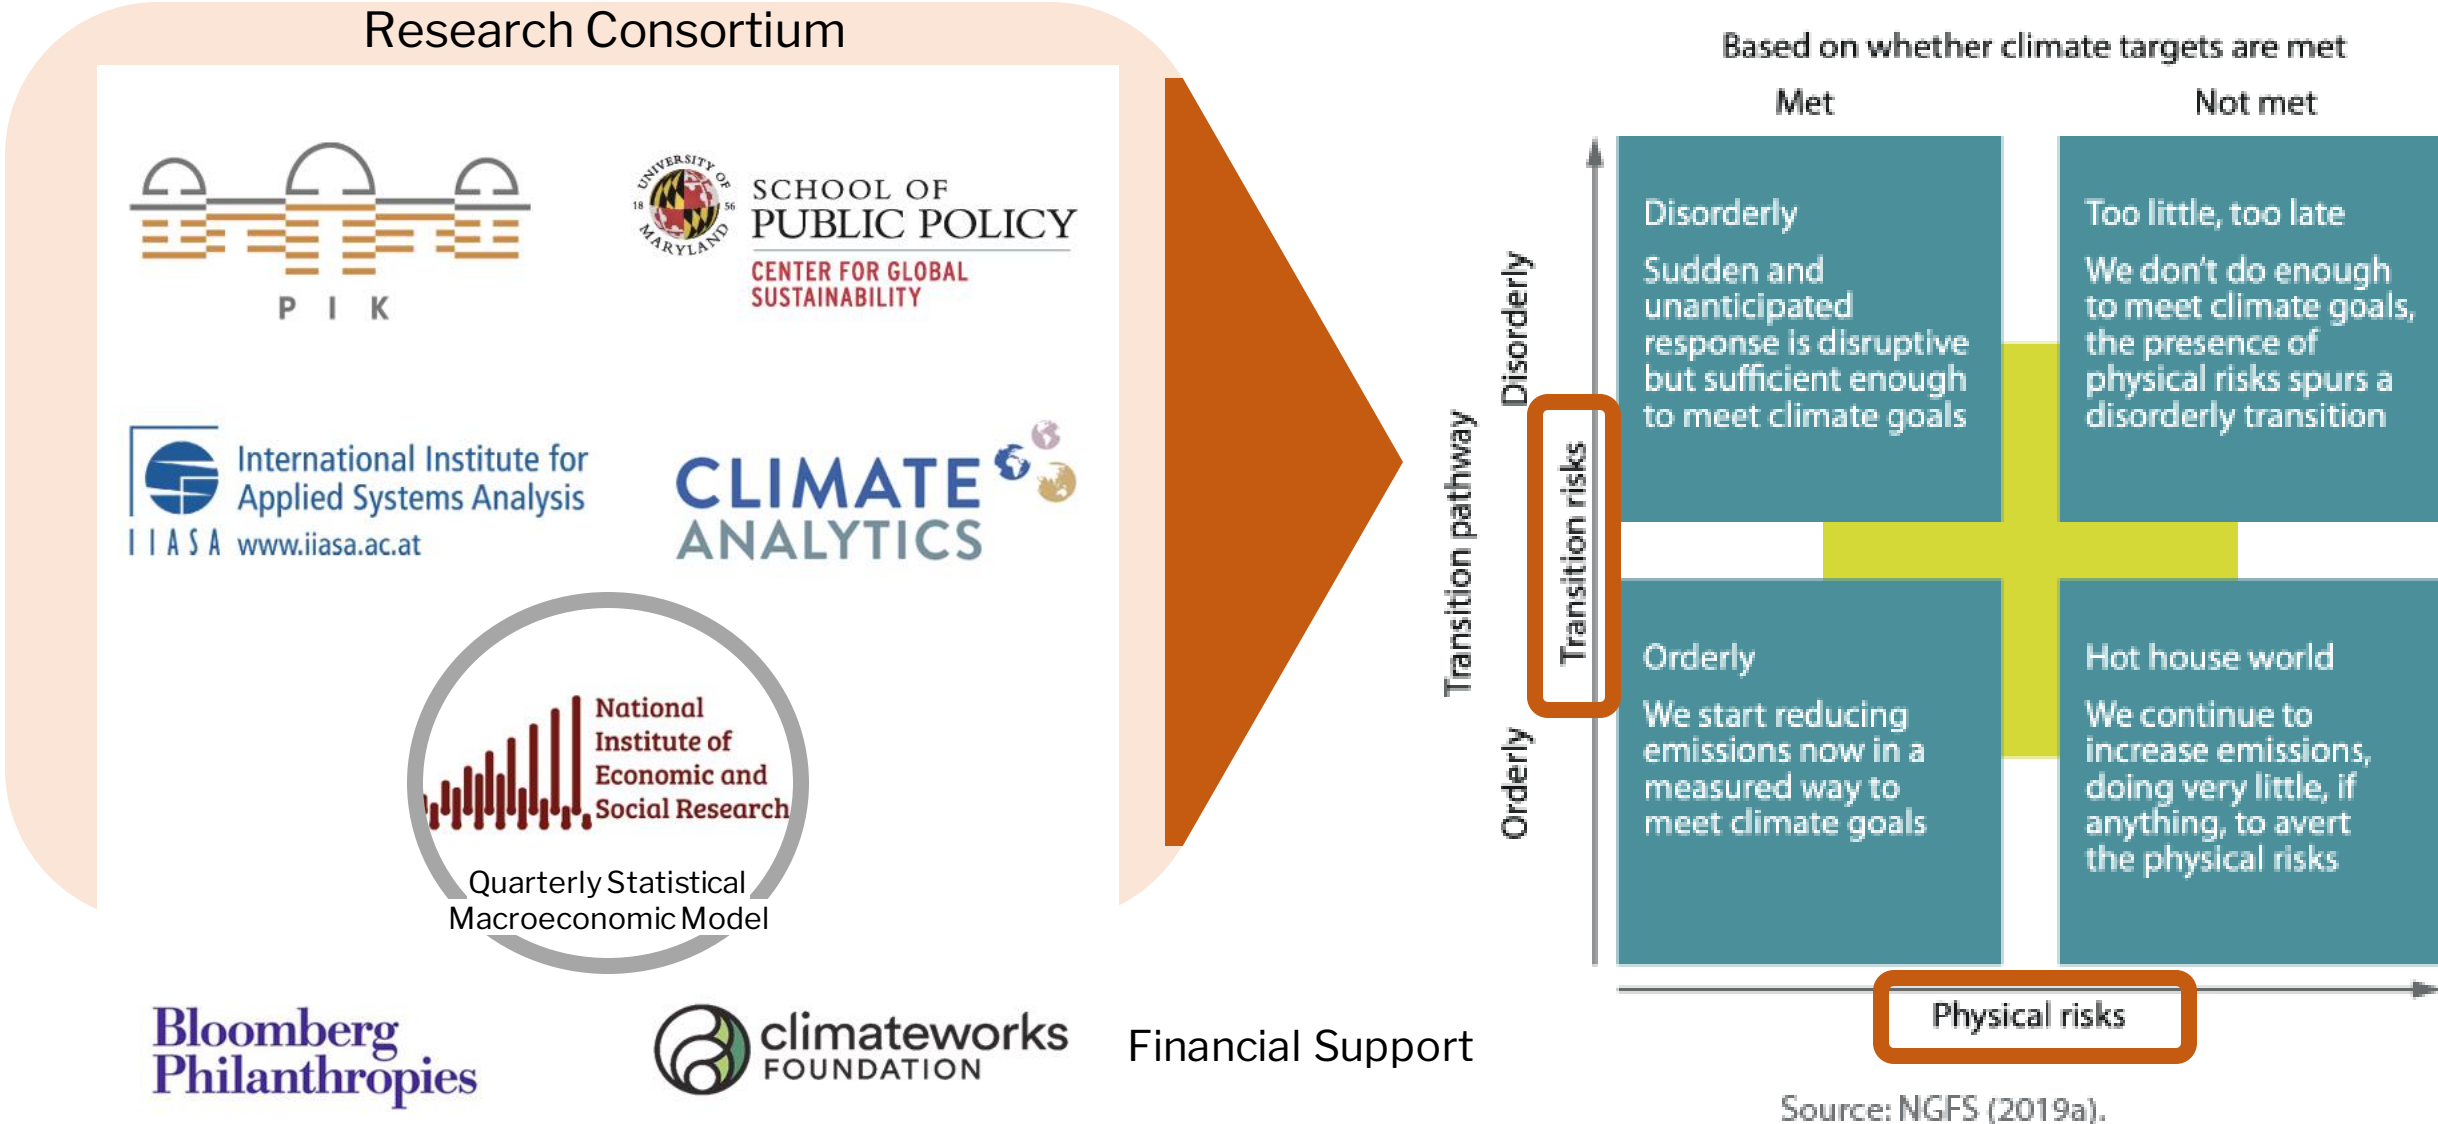 Research Consortium
P I K
UNIVERSITY OF
18 56
MARYLAND
SCHOOL OF
PUBLIC POLICY
CENTER FOR GLOBAL
SUSTAINABILITY
International Institute for
Applied Systems Analysis
IIASA www.iiasa.ac.at
CLIMATE
ANALYTICS
National
Institute of
Economic and
Social Research
Quarterly Statistical
Macroeconomic Model
Bloomberg
Philanthropies
climateworks
FOUNDATION
Financial Support
Based on whether climate targets are met
Met
Not met
Transition pathway
Disorderly
Orderly
Transition risks
Disorderly
Sudden and
unanticipated
response is disruptive
but sufficient enough
to meet climate goals
Too little, too late
We don't do enough
to meet climate goals,
the presence of
physical risks spurs a
disorderly transition
Orderly
We start reducing
emissions now in a
measured way to
meet climate goals
Hot house world
We continue to
increase emissions,
doing very little, if
anything, to avert
the physical risks
Physical risks
Source: NGFS (2019a).